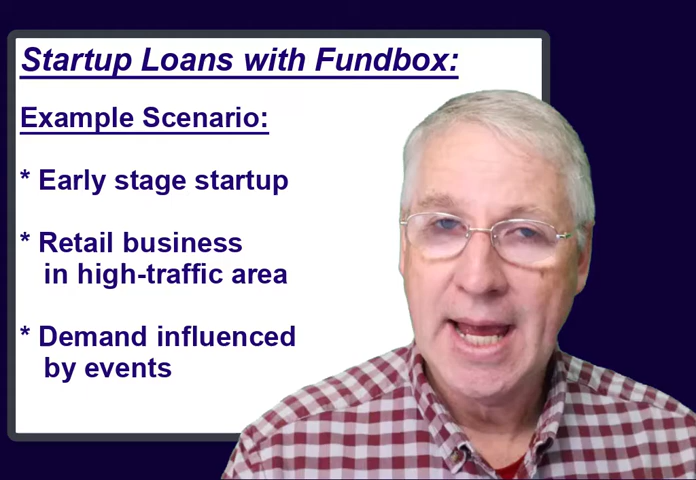 Startup Loans with Fundbox:
Example Scenario:
* Early stage startup
* Retail business
in high-traffic area
* Demand influenced
by events